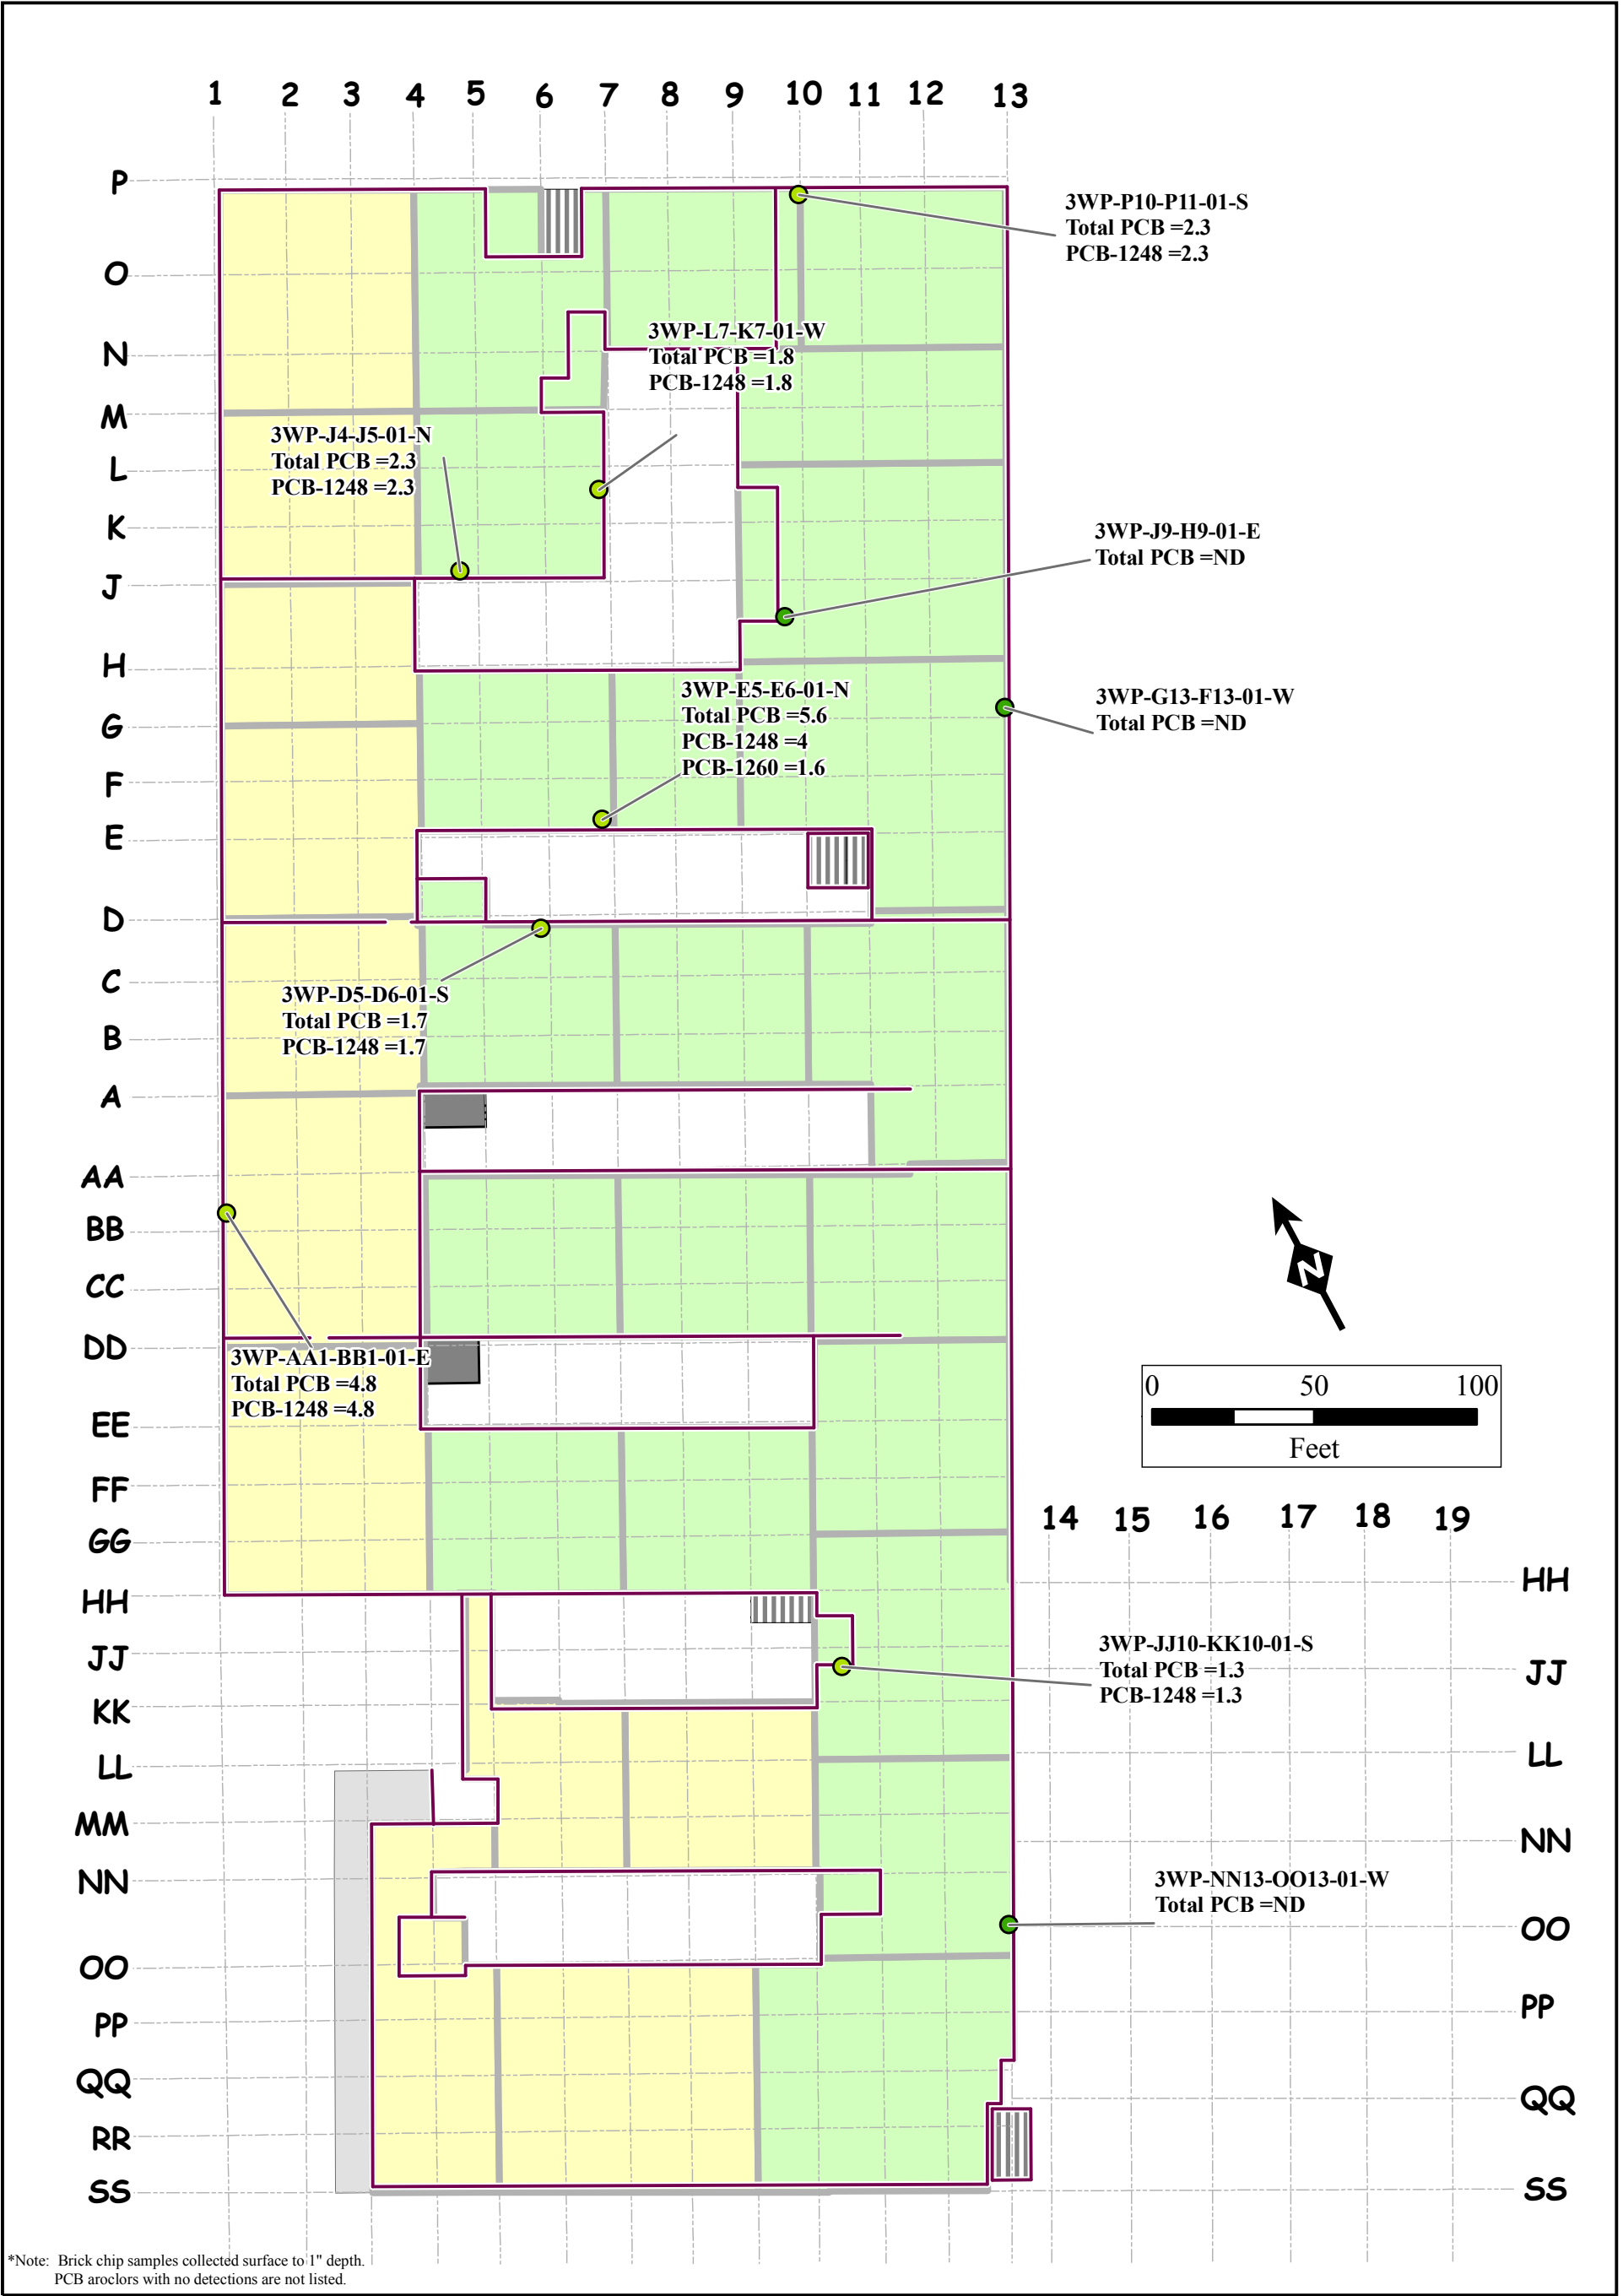 1 2 3 4 5 6 7 8 9 10 11 12 13
P
3WP-P10-P11-01-S
Total PCB =2.3
PCB-1248 =2.3
O
3WP-L7-K7-01-W
Total PCB =1.8
PCB-1248 =1.8
N
M
3WP-J4-J5-01-N
Total PCB =2.3
PCB-1248 =2.3
L
K
3WP-J9-H9-01-E
Total PCB =ND
J
H
3WP-E5-E6-01-N
Total PCB =5.6
PCB-1248 =4
PCB-1260 =1.6
3WP-G13-F13-01-W
Total PCB =ND
G
F
E
D
C
3WP-D5-D6-01-S
Total PCB =1.7
PCB-1248 =1.7
B
A
AA
BB
N
CC
DD
3WP-AA1-BB1-01-E
Total PCB =4.8
PCB-1248 =4.8
0 50 100
Feet
EE
FF
14 15 16 17 18 19
GG
HH HH
3WP-JJ10-KK10-01-S
Total PCB =1.3
PCB-1248 =1.3
JJ JJ
KK
LL LL
MM
NN NN
3WP-NN13-OO13-01-W
Total PCB =ND
OO OO
PP PP
QQ QQ
RR
SS SS
*Note: Brick chip samples collected surface to 1" depth.
PCB aroclors with no detections are not listed.